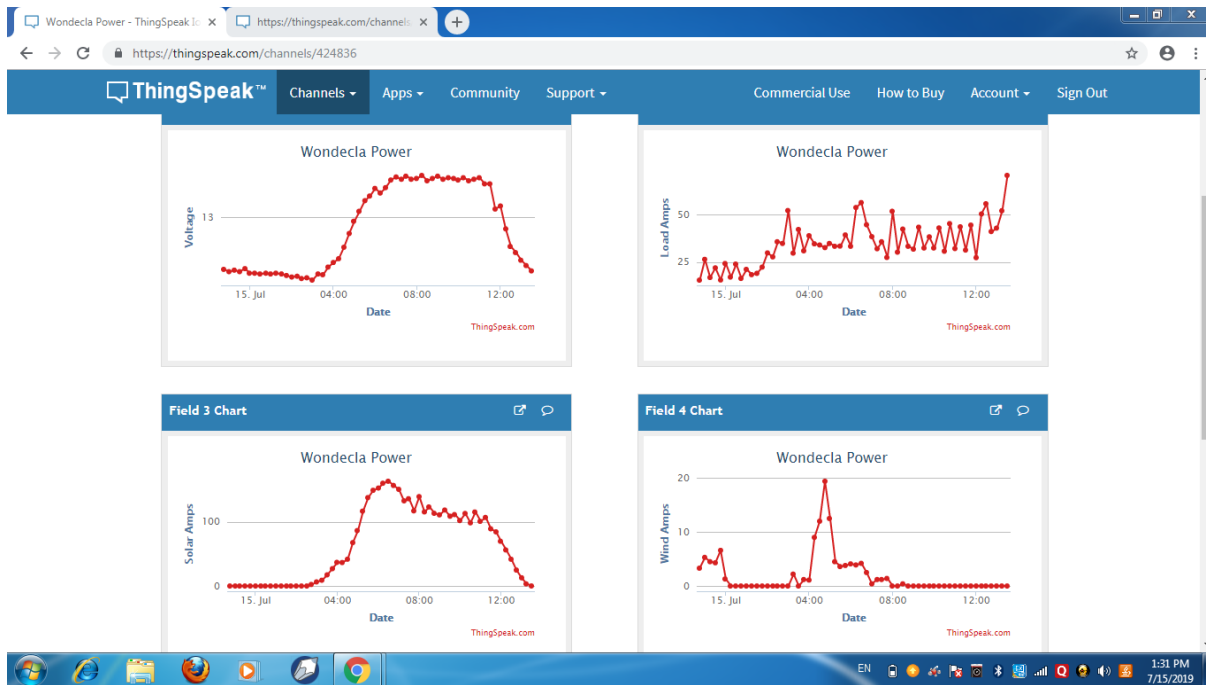 Wondecla Power - ThingSpeak Io
https://thingspeak.com/channels
https://thingspeak.com/channels/424836
ThingSpeak™
Channels
Apps
Community
Support
Commercial Use
How to Buy
Account
Sign Out
Wondecla Power
Voltage
13
15. Jul
04:00
08:00
12:00
Date
ThingSpeak.com
Wondecla Power
Load Amps
50
25
15. Jul
04:00
08:00
12:00
Date
ThingSpeak.com
Field 3 Chart
Wondecla Power
Solar Amps
100
0
15. Jul
04:00
08:00
12:00
Date
ThingSpeak.com
Field 4 Chart
Wondecla Power
Wind Amps
20
10
0
15. Jul
04:00
08:00
12:00
Date
ThingSpeak.com
EN
1:31 PM
7/15/2019